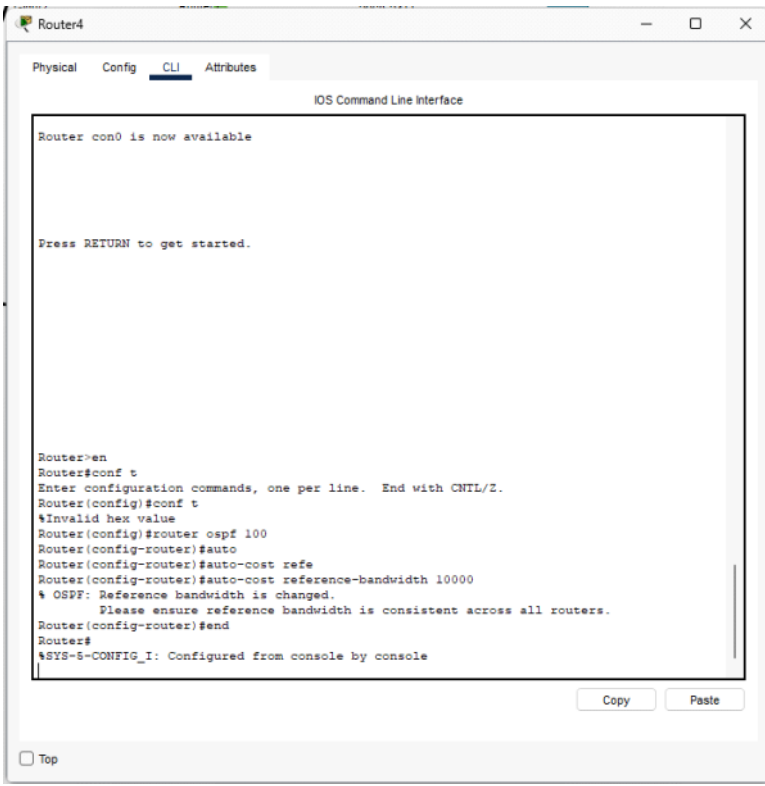 Router4
Physical Config CLI Attributes
IOS Command Line Interface
Router con0 is now available
Press RETURN to get started.
Router>en
Router#conf t
Enter configuration commands, one per line.  End with CNTL/Z.
Router(config)#conf t
%Invalid hex value
Router(config)#router ospf 100
Router(config-router)#auto
Router(config-router)#auto-cost refe
Router(config-router)#auto-cost reference-bandwidth 10000
% OSPF: Reference bandwidth is changed.
        Please ensure reference bandwidth is consistent across all routers.
Router(config-router)#end
Router#
%SYS-5-CONFIG_I: Configured from console by console
Copy Paste
Top